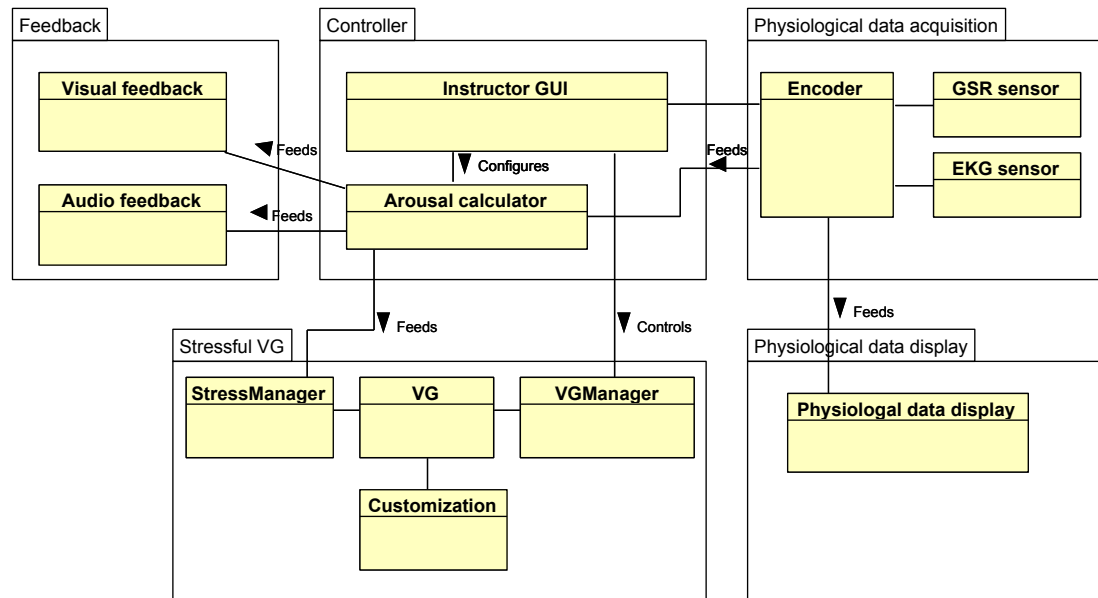 Feedback
Controller
Physiological data acquisition
Visual feedback
Instructor GUI
Encoder
GSR sensor
Feeds
Configures
Feeds
EKG sensor
Audio feedback
Arousal calculator
Feeds
Feeds
Controls
Feeds
Stressful VG
Physiological data display
StressManager
VG
VGManager
Physiologal data display
Customization